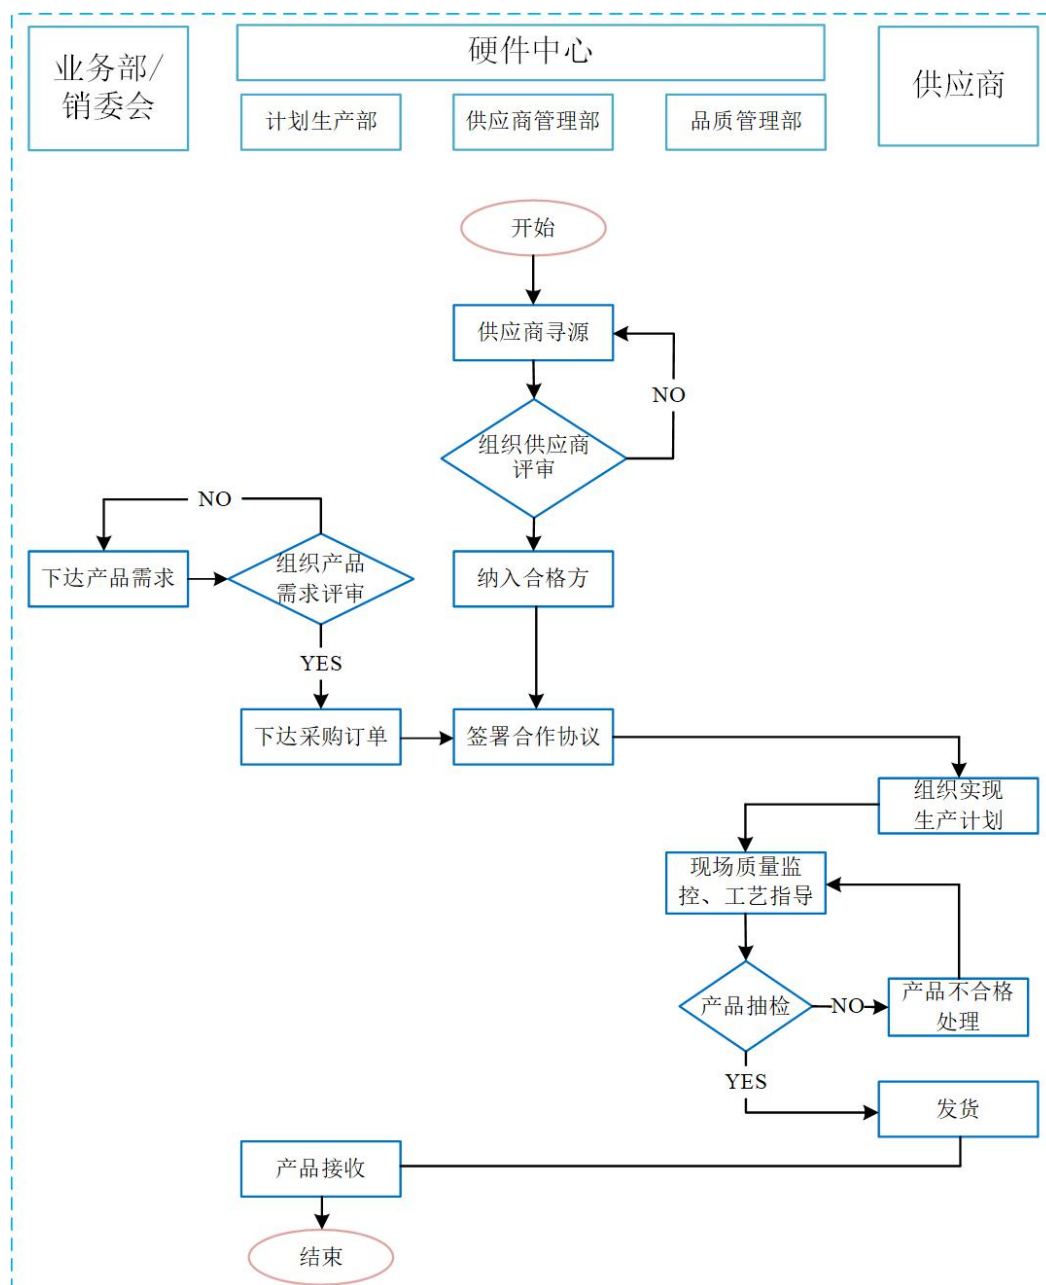 业务部/
销委会
硬件中心
供应商
计划生产部
供应商管理部
品质管理部
开始
供应商寻源
NO
组织供应商
评审
NO
下达产品需求
组织产品
需求评审
纳入合格方
YES
下达采购订单
签署合作协议
组织实现
生产计划
现场质量监
控、工艺指导
产品抽检
NO
产品不合格
处理
YES
发货
产品接收
结束